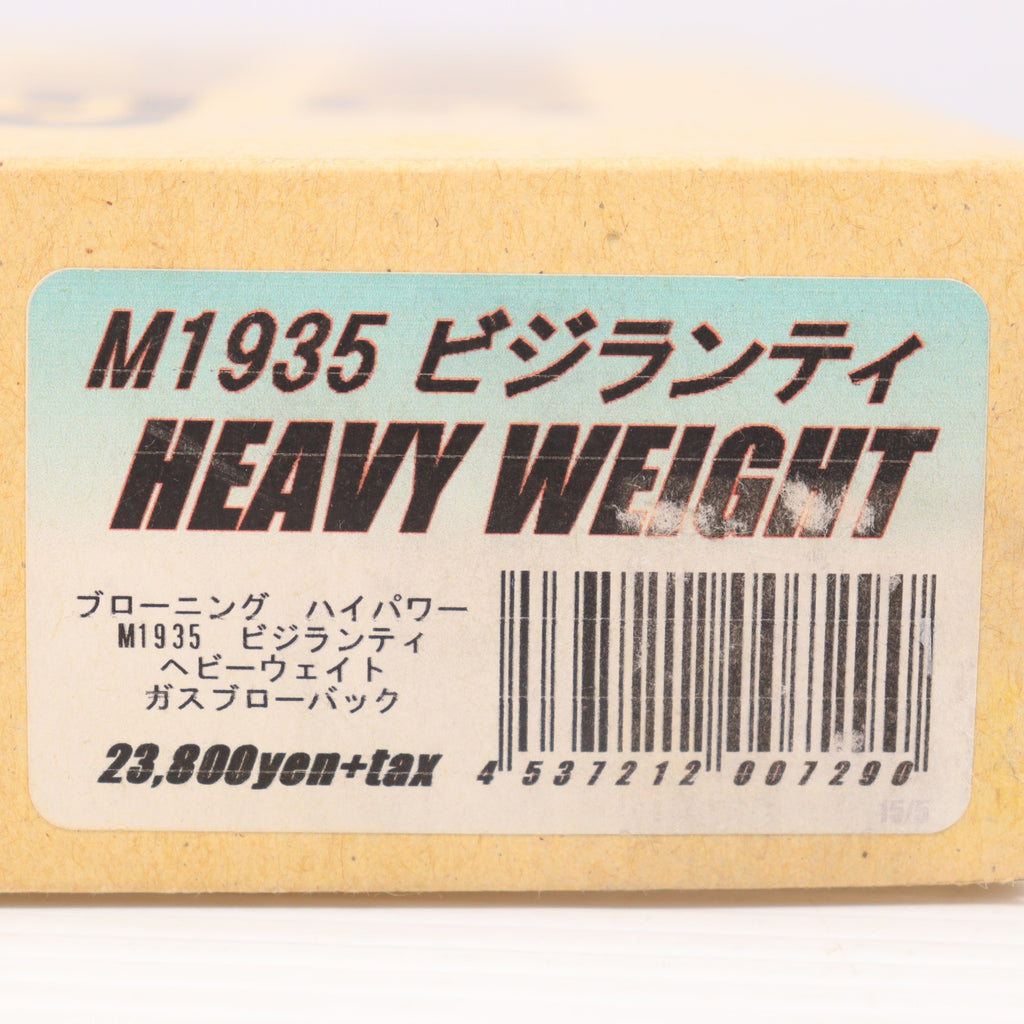 M1935 ビジランティ
HEAVY WEIGHT
ブローニング ハイパワー
M1935 ビジランティ
ヘビーウェイト
ガスブローバック
23,800yen+tax
4 537212 007290
15/5